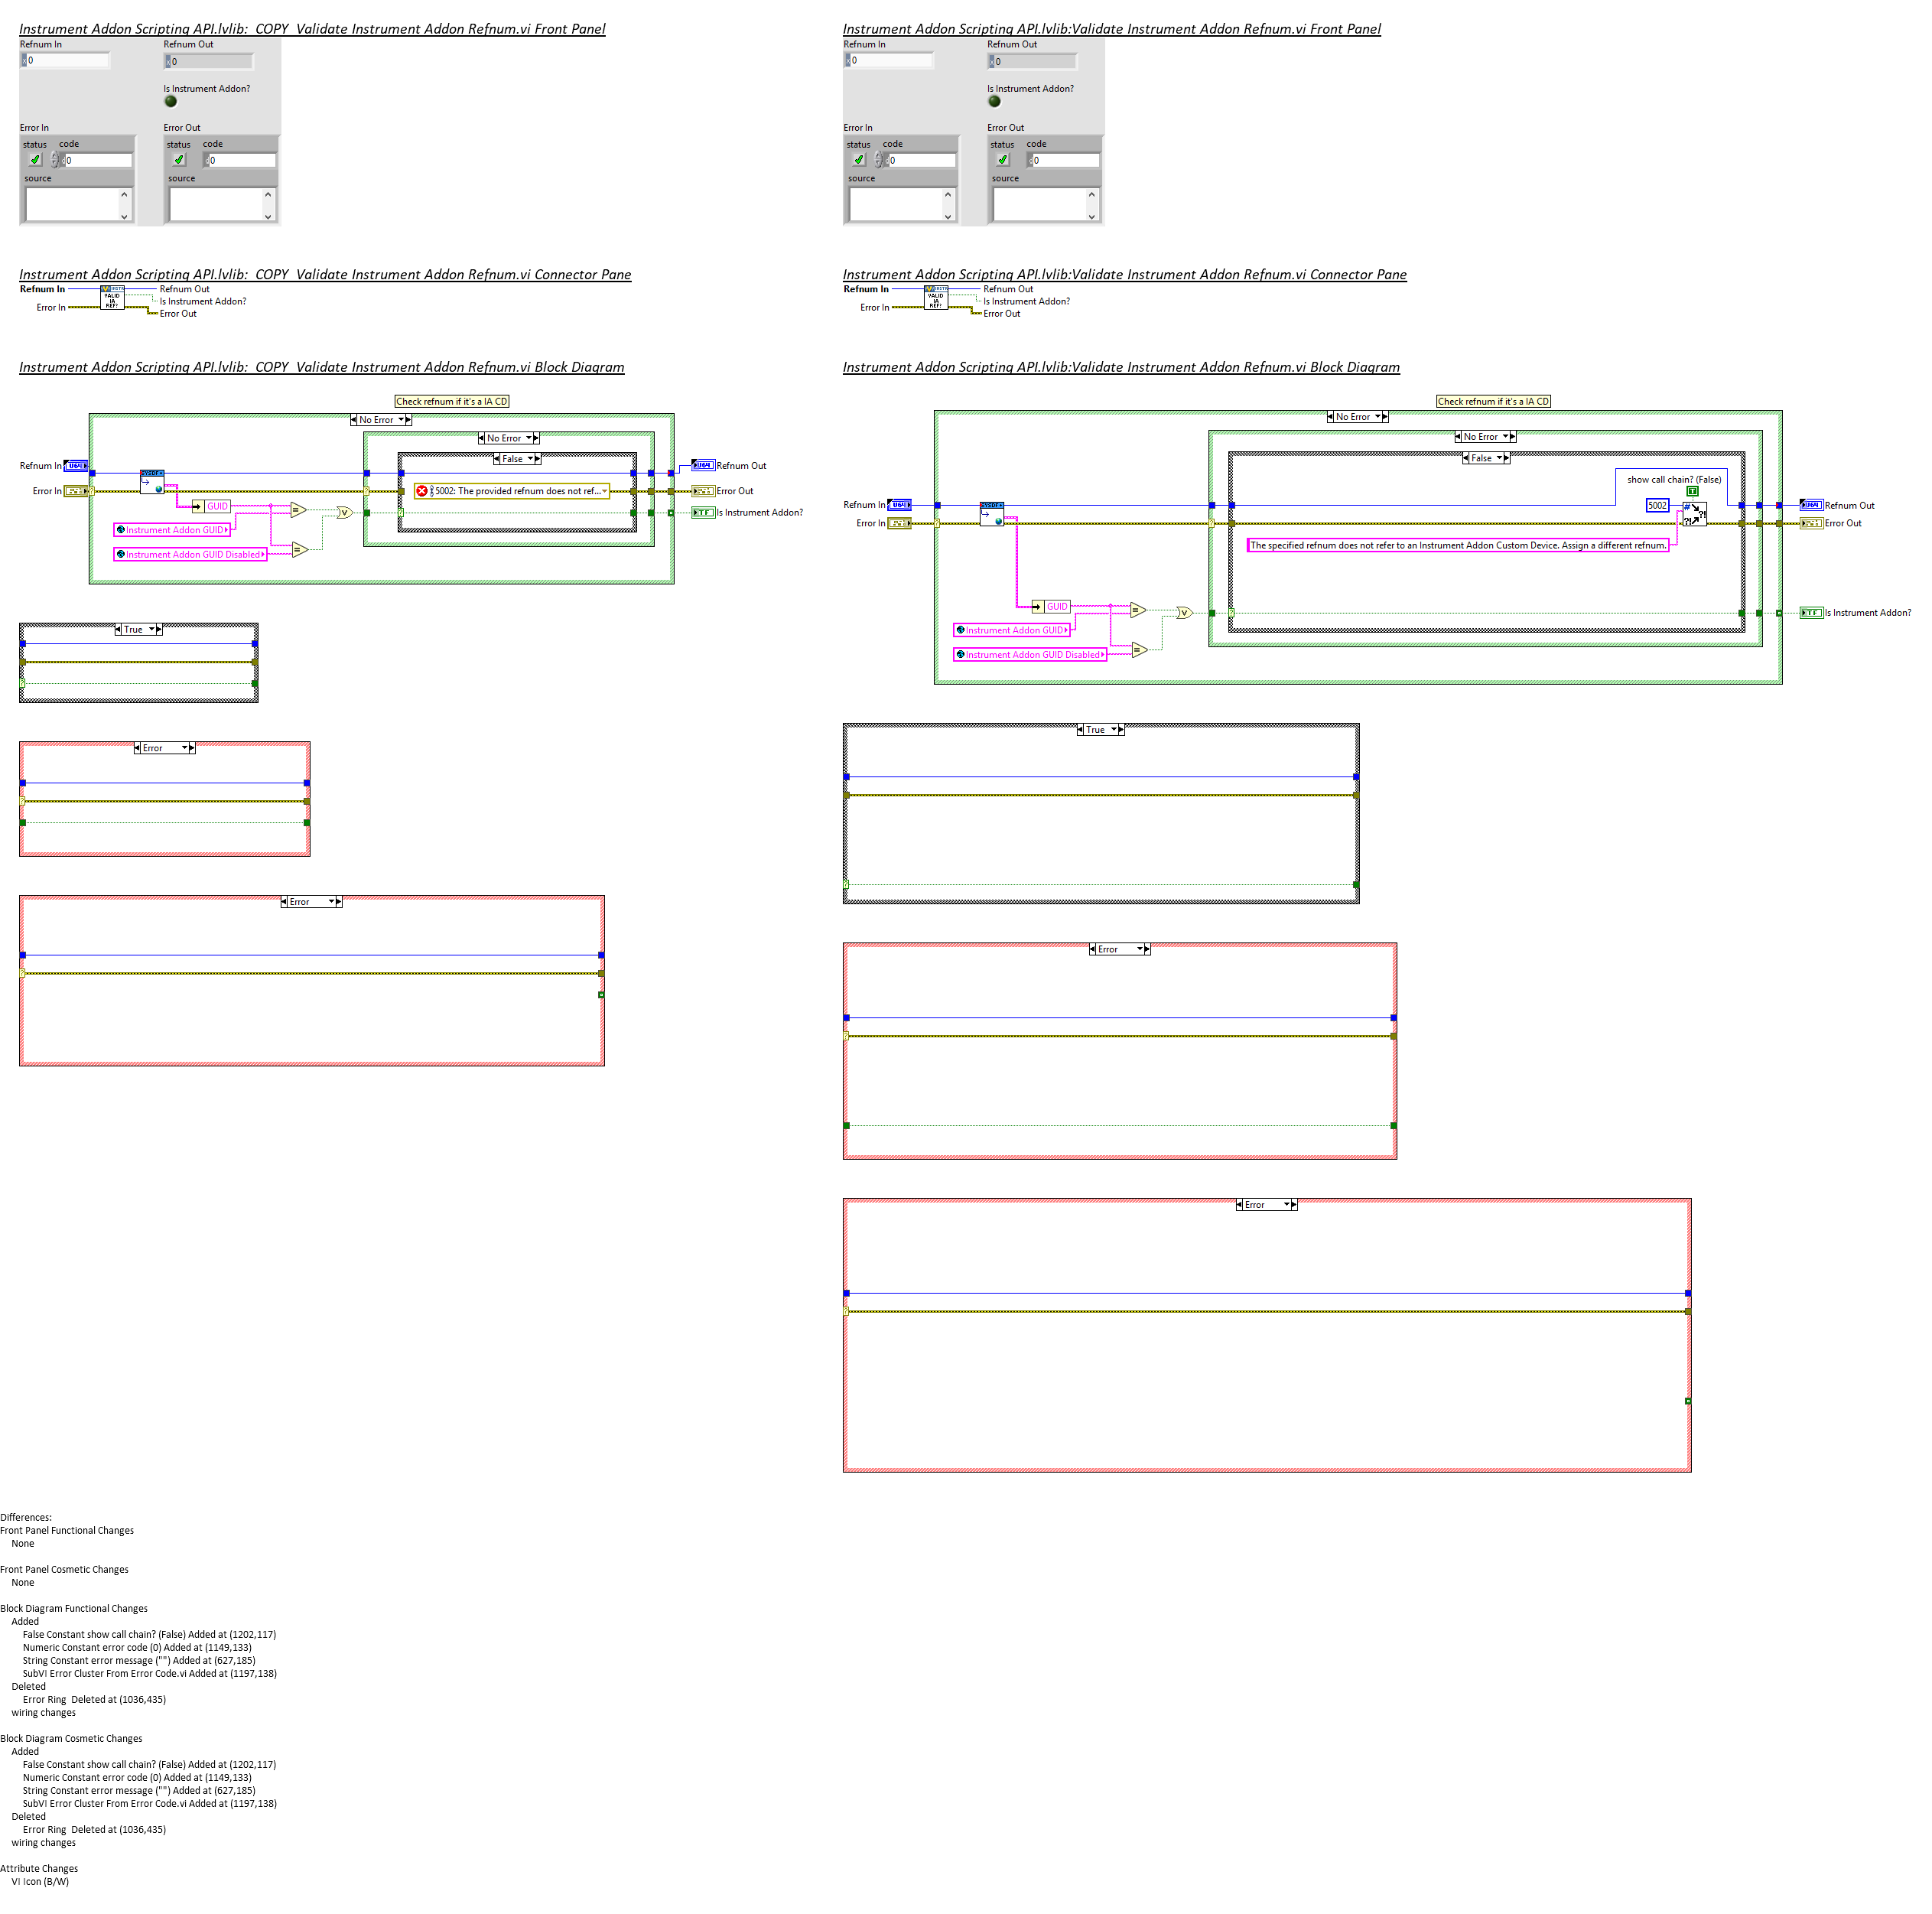 Instrument Addon Scripting API.lvlib:  COPY  Validate Instrument Addon Refnum.vi Front Panel
Refnum In
0
Refnum Out
0
Is Instrument Addon?
Error In
status
code
0
source
Error Out
status
code
0
source
Instrument Addon Scripting API.lvlib:  COPY  Validate Instrument Addon Refnum.vi Connector Pane
Refnum In
Error In
VALID
IA
REF?
Refnum Out
Is Instrument Addon?
Error Out
Instrument Addon Scripting API.lvlib:  COPY  Validate Instrument Addon Refnum.vi Block Diagram
Check refnum if it's a IA CD
No Error
No Error
False
Refnum In
U64
Refnum Out
Error In
5002: The provided refnum does not ref...
Error Out
GUID
TF
Is Instrument Addon?
Instrument Addon GUID
Instrument Addon GUID Disabled
True
Error
Error
Instrument Addon Scripting API.lvlib:Validate Instrument Addon Refnum.vi Front Panel
Refnum In
0
Refnum Out
0
Is Instrument Addon?
Error In
status
code
0
source
Error Out
status
code
0
source
Instrument Addon Scripting API.lvlib:Validate Instrument Addon Refnum.vi Connector Pane
Refnum In
Error In
VALID
IA
REF?
Refnum Out
Is Instrument Addon?
Error Out
Instrument Addon Scripting API.lvlib:Validate Instrument Addon Refnum.vi Block Diagram
Check refnum if it's a IA CD
No Error
No Error
False
show call chain? (False)
T
Refnum In
5002
U64
Refnum Out
Error In
Error Out
The specified refnum does not refer to an Instrument Addon Custom Device. Assign a different refnum.
GUID
TF
Is Instrument Addon?
Instrument Addon GUID
Instrument Addon GUID Disabled
True
Error
Error
Differences:
Front Panel Functional Changes
None
Front Panel Cosmetic Changes
None
Block Diagram Functional Changes
Added
False Constant show call chain? (False) Added at (1202,117)
Numeric Constant error code (0) Added at (1149,133)
String Constant error message ("") Added at (627,185)
SubVI Error Cluster From Error Code.vi Added at (1197,138)
Deleted
Error Ring  Deleted at (1036,435)
wiring changes
Block Diagram Cosmetic Changes
Added
False Constant show call chain? (False) Added at (1202,117)
Numeric Constant error code (0) Added at (1149,133)
String Constant error message ("") Added at (627,185)
SubVI Error Cluster From Error Code.vi Added at (1197,138)
Deleted
Error Ring  Deleted at (1036,435)
wiring changes
Attribute Changes
VI Icon (B/W)